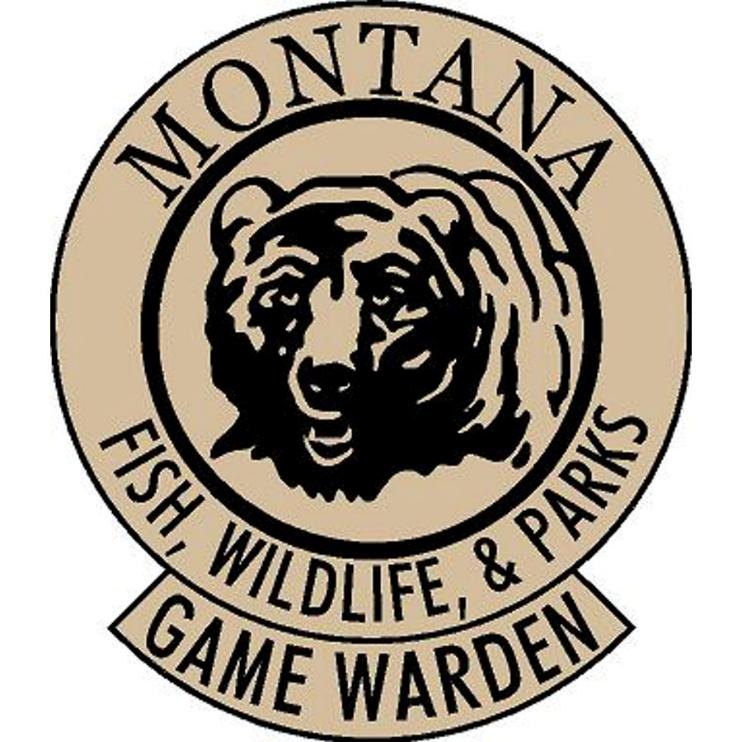 MONTANA
FISH, WILDLIFE, & PARKS
GAME WARDEN